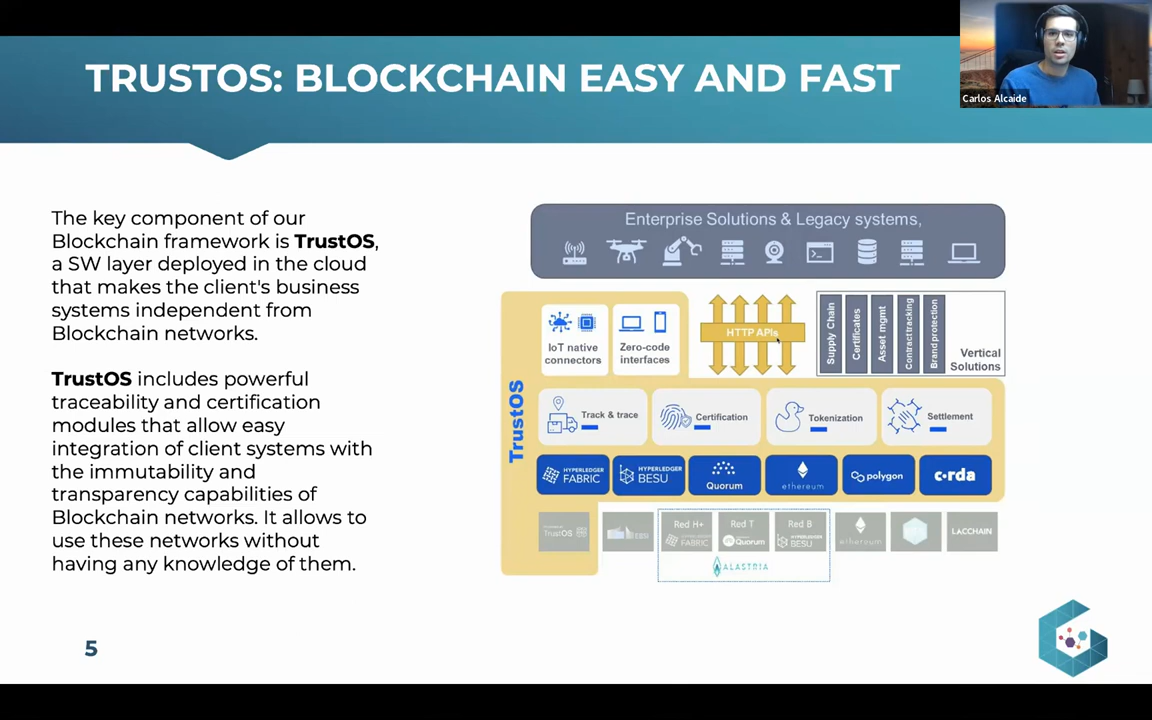 TRUSTOS: BLOCKCHAIN EASY AND FAST
Carlos Alcaide
The key component of our
Blockchain framework is TrustOS,
a SW layer deployed in the cloud
that makes the client's business
systems independent from
Blockchain networks.
TrustOS includes powerful
traceability and certification
modules that allow easy
integration of client systems with
the immutability and
transparency capabilities of
Blockchain networks. It allows to
use these networks without
having any knowledge of them.
Enterprise Solutions & Legacy systems,
IoT native
connectors
Zero-code
interfaces
HTTP APIs
Supply Chain
Certificates
Asset mgmt
Contract tracking
Brand protection
Vertical
Solutions
TrustOS
Track & trace
Certification
Tokenization
Settlement
HYPERLEDGER
FABRIC
HYPERLEDGER
BESU
Quorum
ethereum
polygon
c·rda
TrustOS
Red H+
HYPERLEDGER
FABRIC
Red T
Quorum
Red B
HYPERLEDGER
BESU
ethereum
LACCHAIN
ALASTRIA
5